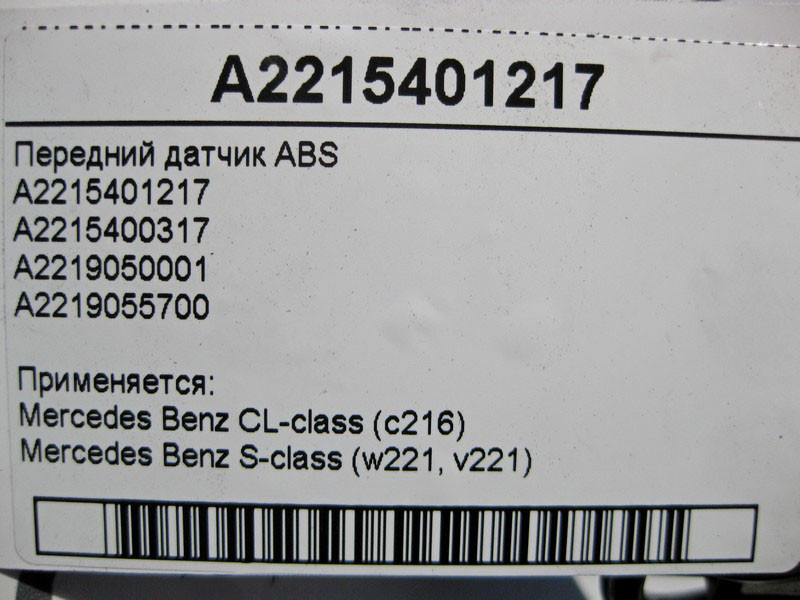 A2215401217
Передний датчик ABS
A2215401217
A2215400317
A2219050001
A2219055700
Применяется:
Mercedes Benz CL-class (c216)
Mercedes Benz S-class (w221, v221)